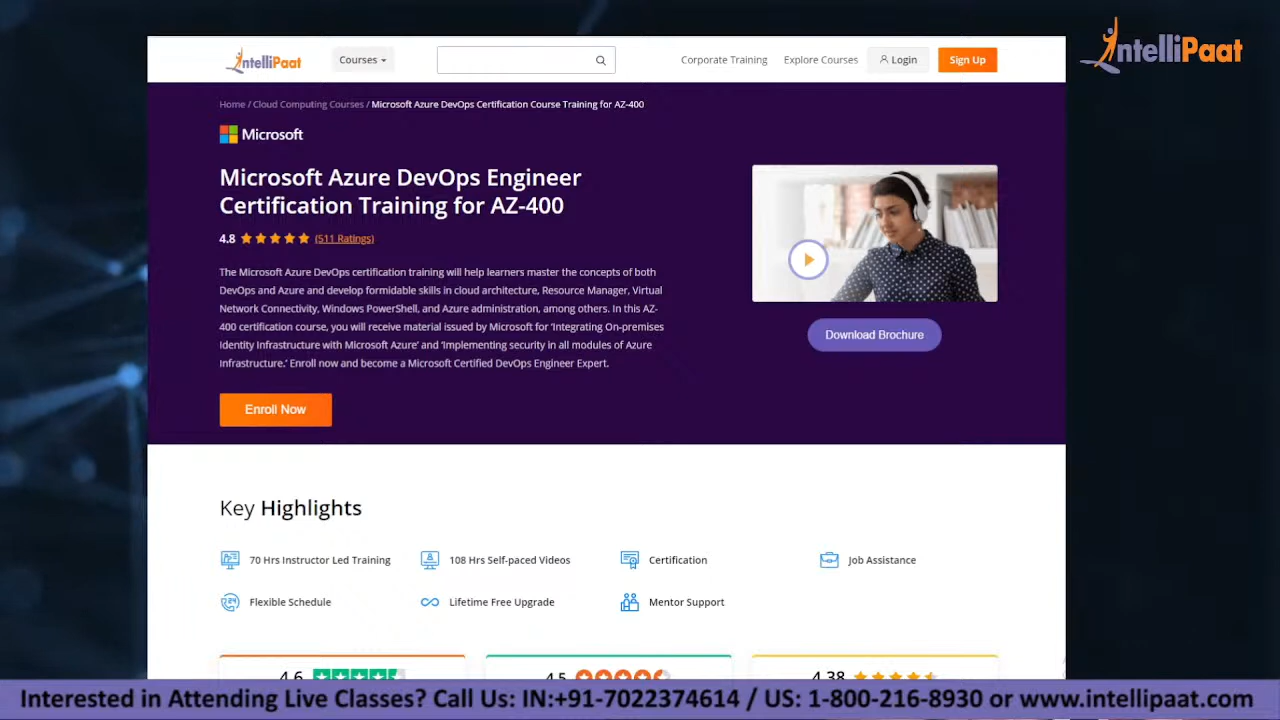 IntelliPaat
IntelliPaat
Courses
Corporate Training
Explore Courses
Login
Sign Up
Home / Cloud Computing Courses / Microsoft Azure DevOps Certification Course Training for AZ-400
Microsoft
Microsoft Azure DevOps Engineer
Certification Training for AZ-400
4.8
(511 Ratings)
The Microsoft Azure DevOps certification training will help learners master the concepts of both
DevOps and Azure and develop formidable skills in cloud architecture, Resource Manager, Virtual
Network Connectivity, Windows PowerShell, and Azure administration, among others. In this AZ-
400 certification course, you will receive material issued by Microsoft for ‘Integrating On-premises
Identity Infrastructure with Microsoft Azure’ and ‘Implementing security in all modules of Azure
Infrastructure.’ Enroll now and become a Microsoft Certified DevOps Engineer Expert.
Download Brochure
Enroll Now
Key Highlights
70 Hrs Instructor Led Training
108 Hrs Self-paced Videos
Certification
Job Assistance
24
Flexible Schedule
Lifetime Free Upgrade
Mentor Support
4.6
4.5
4.38
Interested in Attending Live Classes? Call Us: IN:+91-7022374614 / US: 1-800-216-8930 or www.intellipaat.com